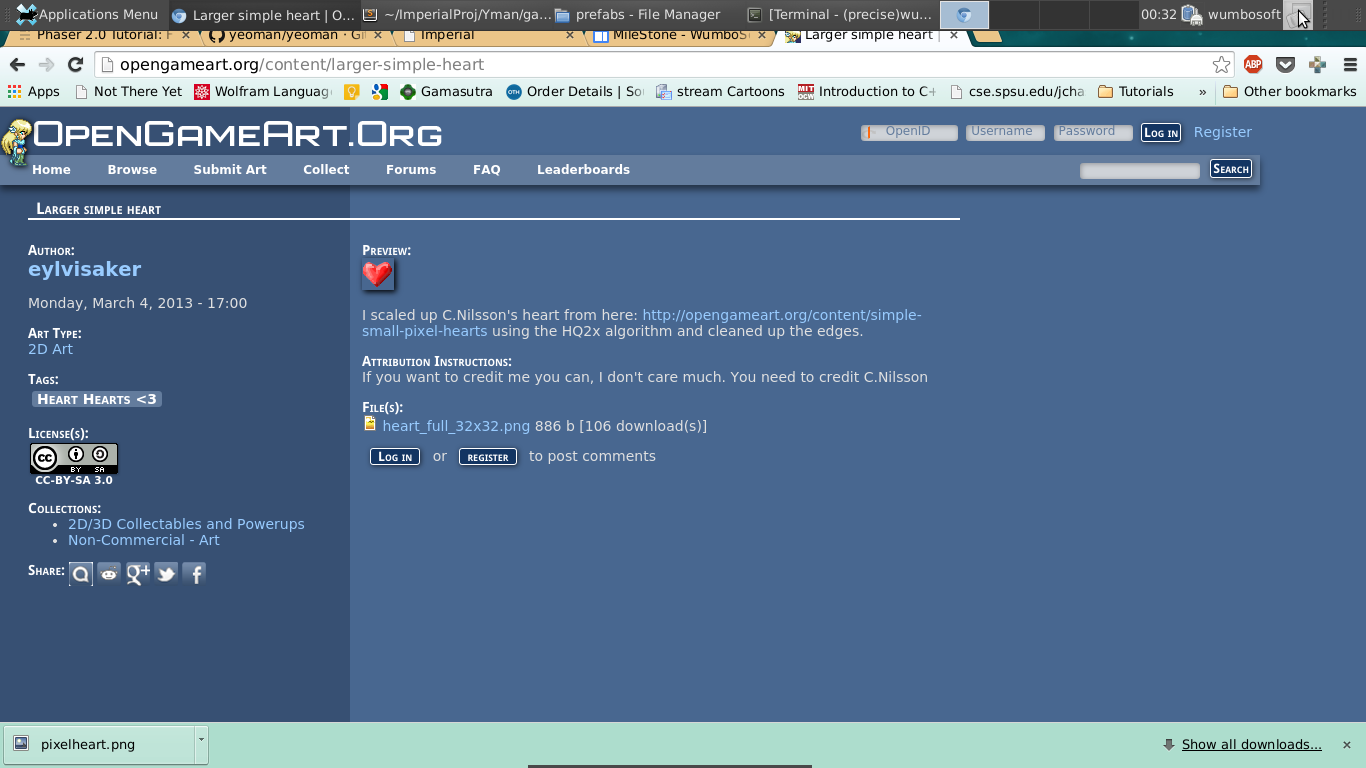 Applications Menu Larger simple heart | O... ~/ImperialProj/Yman/ga... prefabs - File Manager [Terminal - (precise)wu... 00:32 wumbosoft
Phaser 2.0 Tutorial: yeoman/yeoman · Gi Imperial MileStone - WumboS Larger simple heart |
opengameart.org/content/larger-simple-heart ABP
Apps Not There Yet Wolfram Languag Gamasutra OTH Order Details | So stream Cartoons MIT OCW Introduction to C+ cse.spsu.edu/jcha Tutorials » Other bookmarks
OpenGameArt.Org OpenID Username Password Log in Register
Home Browse Submit Art Collect Forums FAQ Leaderboards Search
Larger simple heart
Author:
eylvisaker
Monday, March 4, 2013 - 17:00
Art Type:
2D Art
Tags:
Heart Hearts <3
License(s):
cc BY SA
CC-BY-SA 3.0
Collections:
• 2D/3D Collectables and Powerups
• Non-Commercial - Art
Share:
Preview:
I scaled up C.Nilsson's heart from here: http://opengameart.org/content/simple-
small-pixel-hearts using the HQ2x algorithm and cleaned up the edges.
Attribution Instructions:
If you want to credit me you can, I don't care much. You need to credit C.Nilsson
File(s):
heart_full_32x32.png 886 b [106 download(s)]
Log in or register to post comments
pixelheart.png Show all downloads...